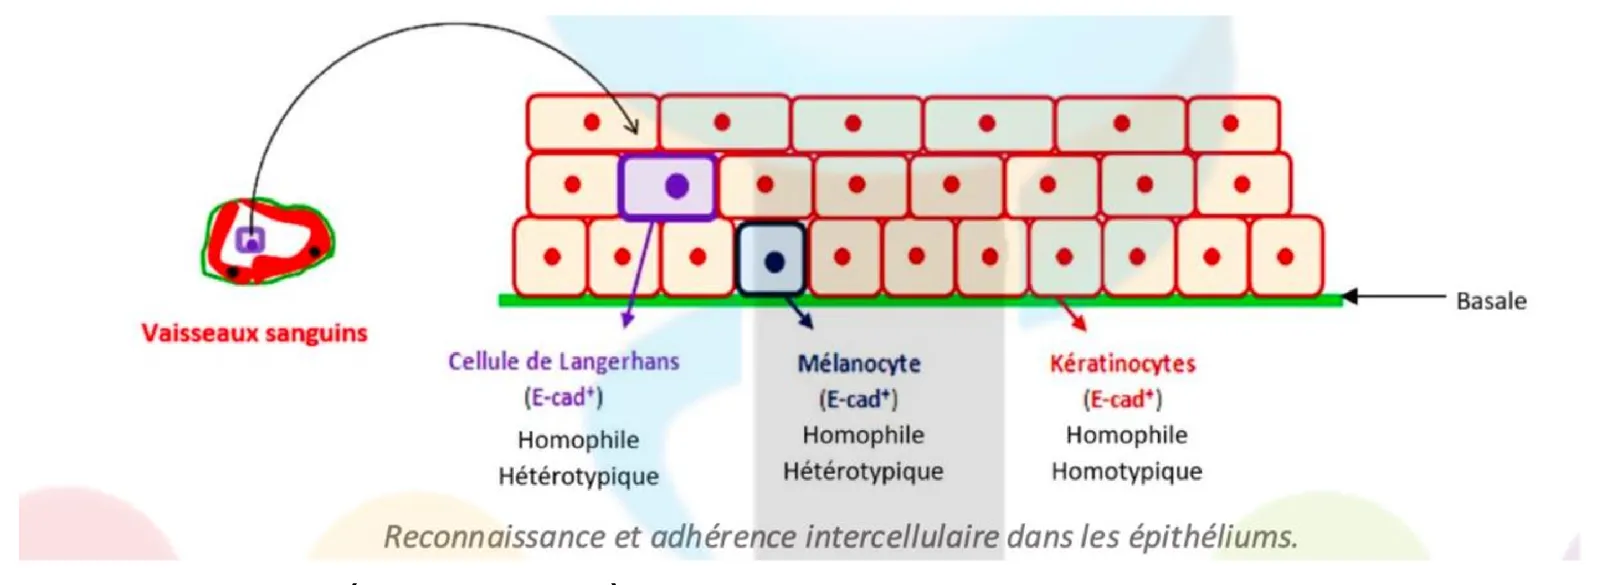 Basale
Vaisseaux sanguins
Cellule de Langerhans
(E-cad⁺)
Homophile
Hétérotypique
Mélanocyte
(E-cad⁺)
Homophile
Hétérotypique
Kératinocytes
(E-cad⁺)
Homophile
Homotypique
Reconnaissance et adhérence intercellulaire dans les épithéliums.